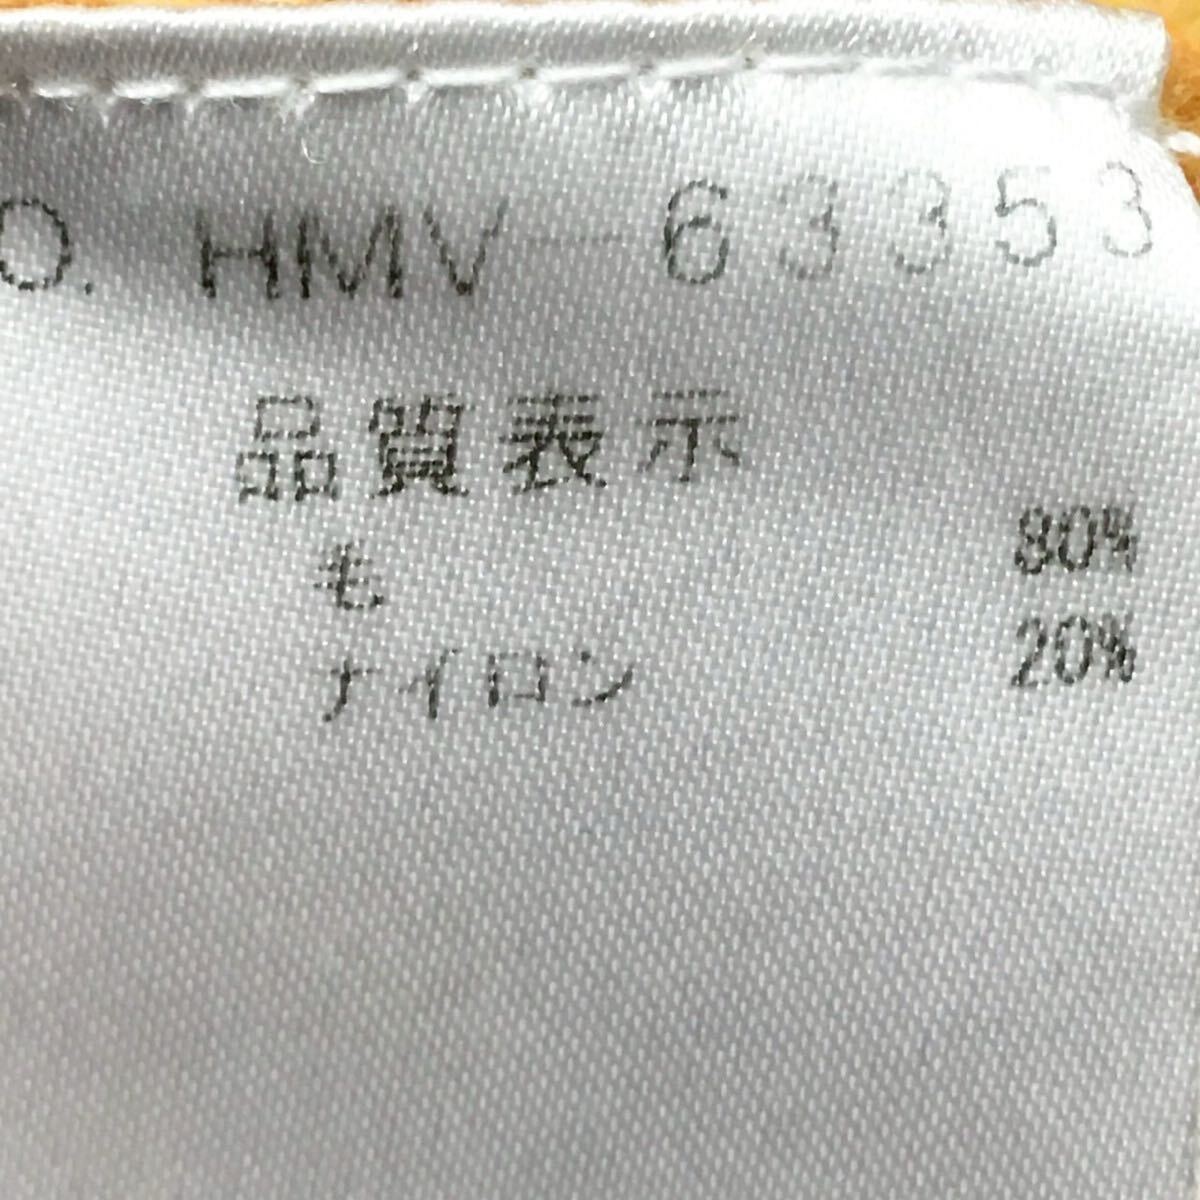 O. HMV-63353
品質表示
毛 80%
ナイロン 20%